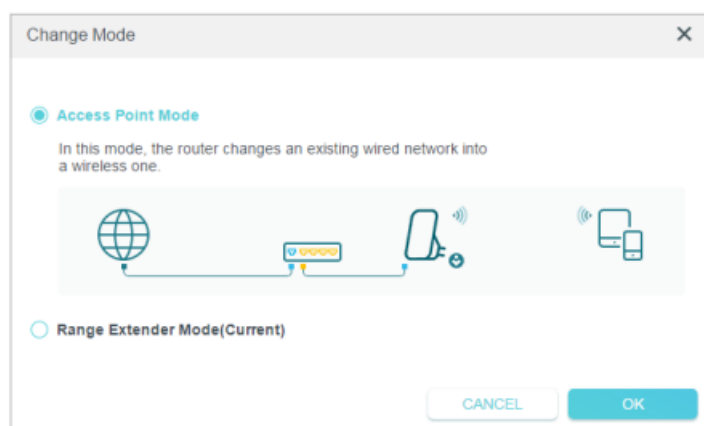 Change Mode
Access Point Mode
In this mode, the router changes an existing wired network into
a wireless one.
Range Extender Mode(Current)
CANCEL
OK